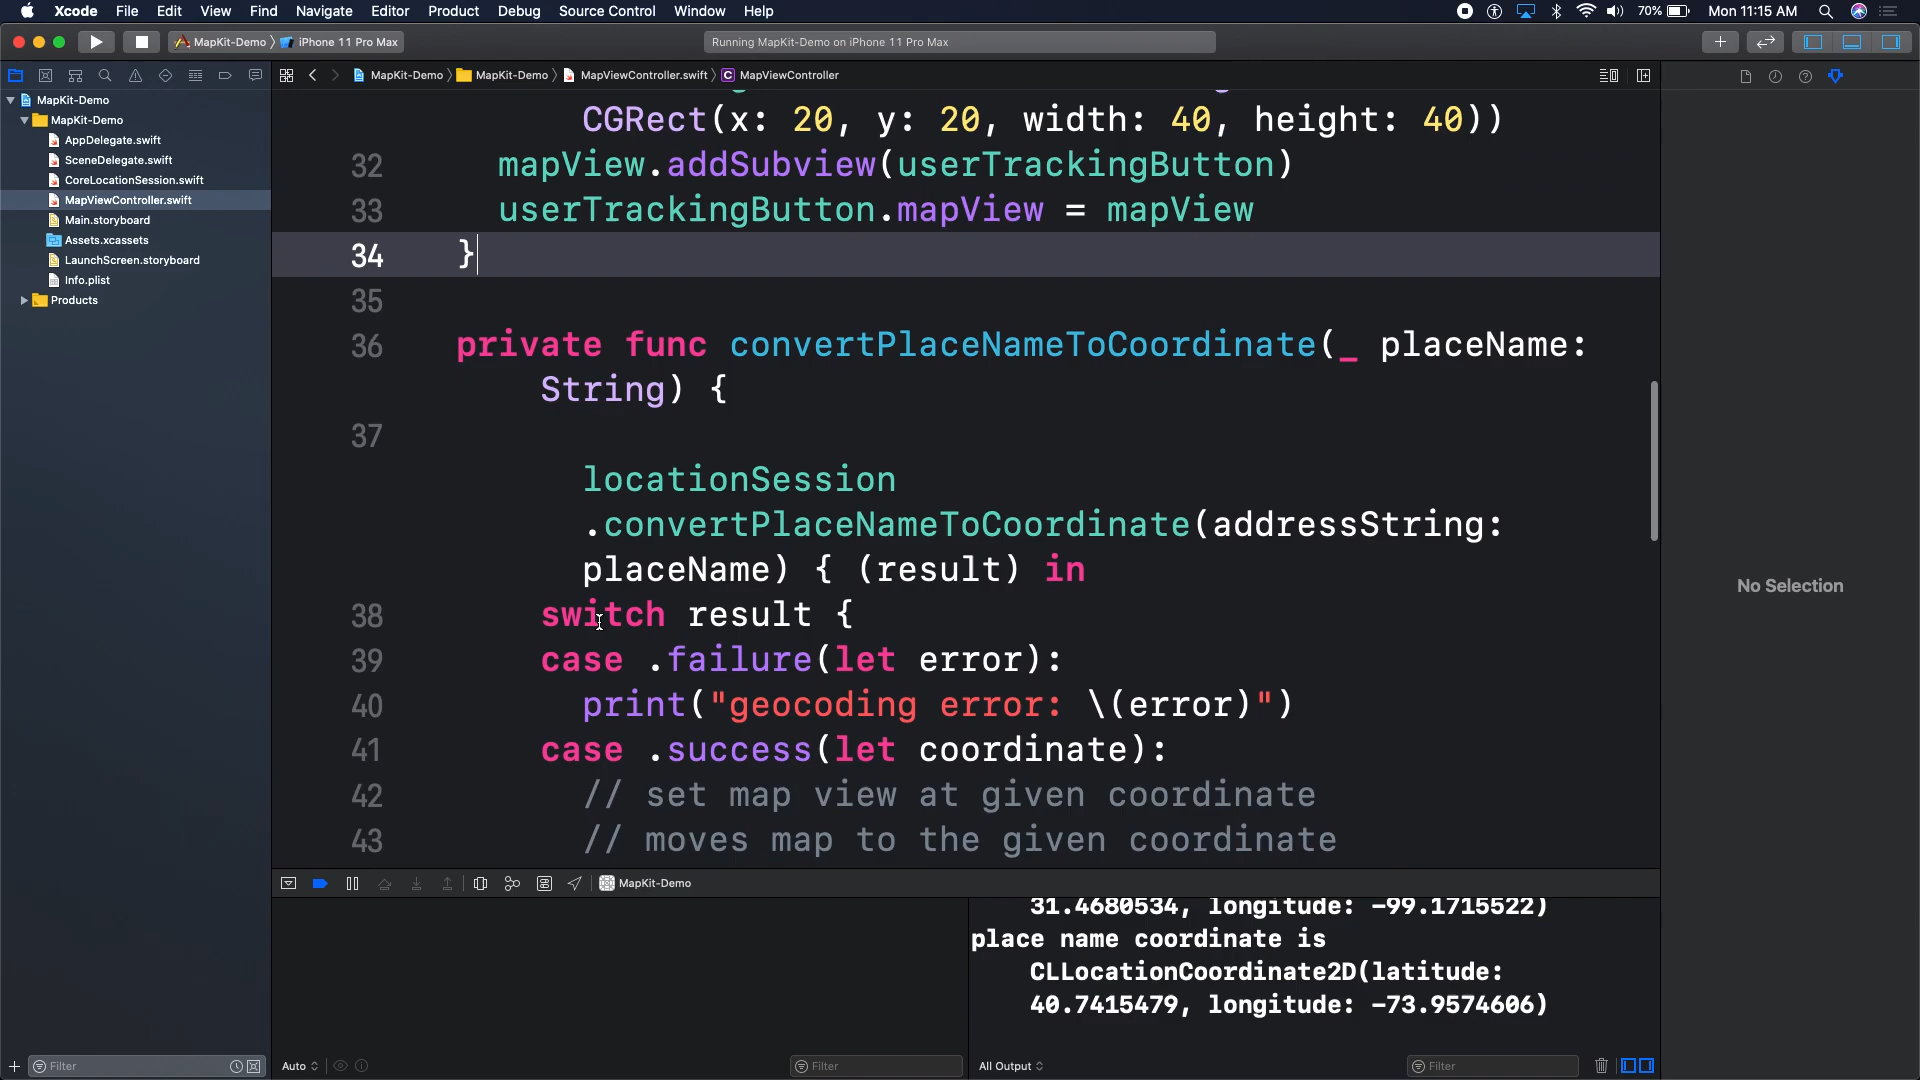 Xcode File Edit View Find Navigate Editor Product Debug Source Control Window Help 70% Mon 11:15 AM
MapKit-Demo iPhone 11 Pro Max Running MapKit-Demo on iPhone 11 Pro Max
MapKit-Demo MapKit-Demo MapViewController.swift C MapViewController
MapKit-Demo
MapKit-Demo
AppDelegate.swift
SceneDelegate.swift
CoreLocationSession.swift
MapViewController.swift
Main.storyboard
Assets.xcassets
LaunchScreen.storyboard
Info.plist
Products
CGRect(x: 20, y: 20, width: 40, height: 40))
32 mapView.addSubview(userTrackingButton)
33 userTrackingButton.mapView = mapView
34 }
35
36 private func convertPlaceNameToCoordinate(_ placeName:
String) {
37
locationSession
.convertPlaceNameToCoordinate(addressString:
placeName) { (result) in
38 switch result {
39 case .failure(let error):
40 print("geocoding error: \(error)")
41 case .success(let coordinate):
42 // set map view at given coordinate
43 // moves map to the given coordinate
No Selection
MapKit-Demo
31.4680534, longitude: -99.1715522)
place name coordinate is
CLLocationCoordinate2D(latitude:
40.7415479, longitude: -73.9574606)
Filter Auto Filter All Output Filter